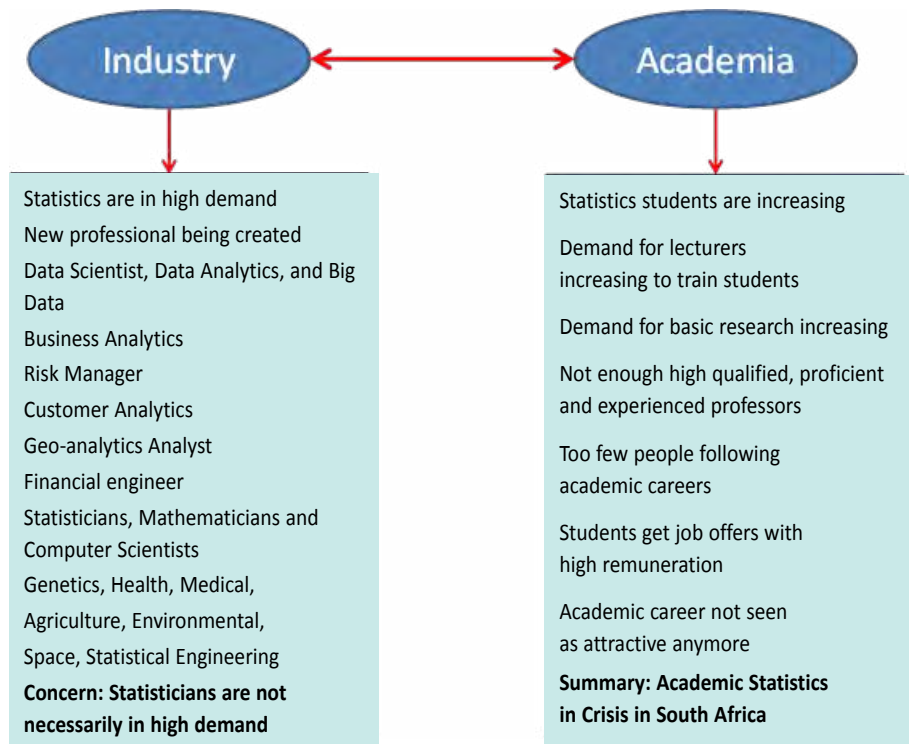 Industry
Academia
Statistics are in high demand
New professional being created
Data Scientist, Data Analytics, and Big
Data
Business Analytics
Risk Manager
Customer Analytics
Geo-analytics Analyst
Financial engineer
Statisticians, Mathematicians and
Computer Scientists
Genetics, Health, Medical,
Agriculture, Environmental,
Space, Statistical Engineering
Concern: Statisticians are not
necessarily in high demand
Statistics students are increasing
Demand for lecturers
increasing to train students
Demand for basic research increasing
Not enough high qualified, proficient
and experienced professors
Too few people following
academic careers
Students get job offers with
high remuneration
Academic career not seen
as attractive anymore
Summary: Academic Statistics
in Crisis in South Africa